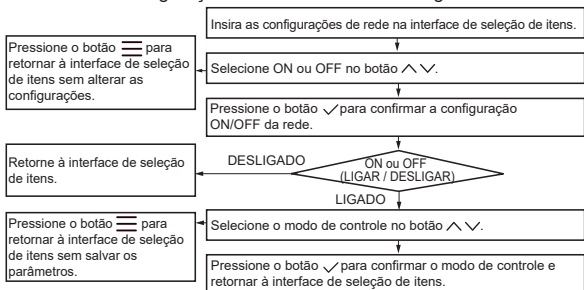 Insira as configurações de rede na interface de seleção de itens.
Pressione o botão ☰ para
retornar à interface de seleção
de itens sem alterar as
configurações.
Selecione ON ou OFF no botão ∧ ∨.
Pressione o botão ✓ para confirmar a configuração
ON/OFF da rede.
Retorne à interface de seleção
de itens.
DESLIGADO
ON ou OFF
(LIGAR / DESLIGAR)
LIGADO
Pressione o botão ☰ para
retornar à interface de seleção
de itens sem salvar os
parâmetros.
Selecione o modo de controle no botão ∧ ∨.
Pressione o botão ✓ para confirmar o modo de controle e
retornar à interface de seleção de itens.